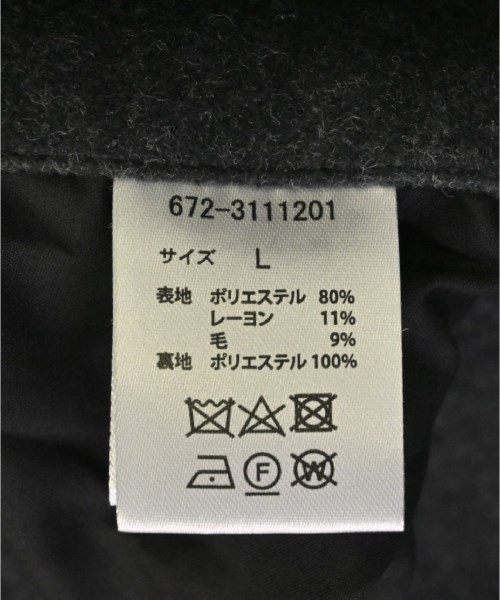 672-3111201
サイズ L
表地 ポリエステル 80%
レーヨン 11%
毛 9%
裏地 ポリエステル 100%
F W